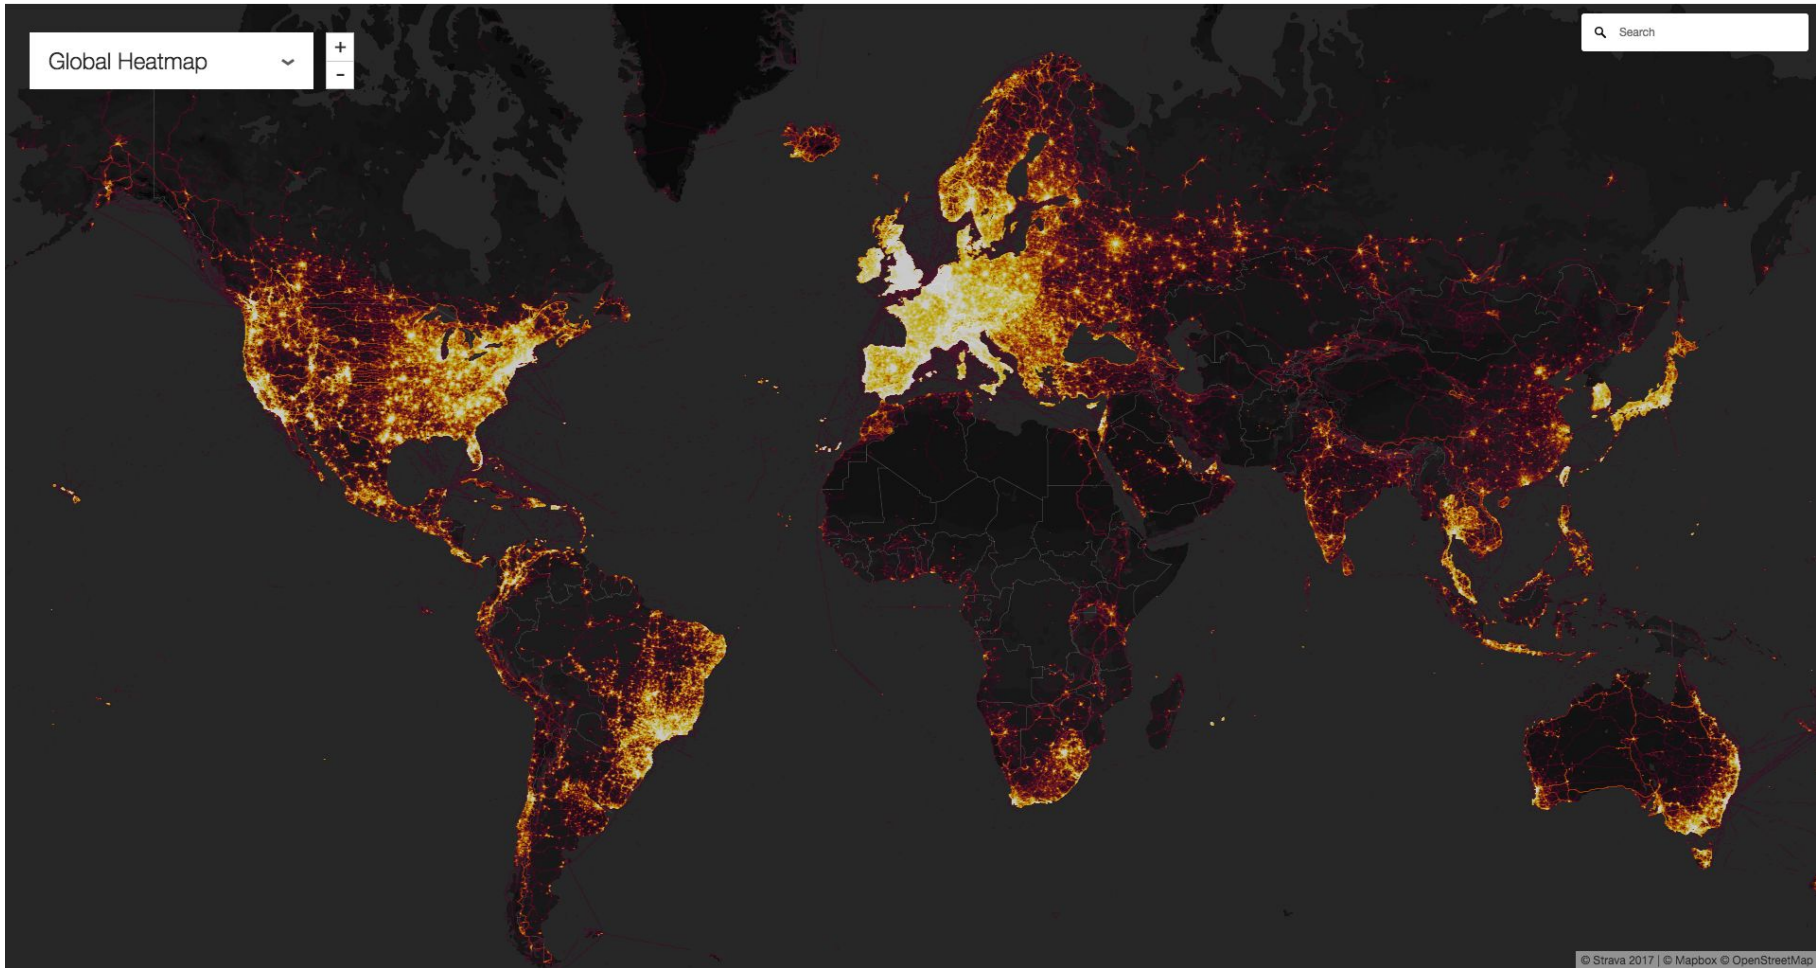 Global Heatmap
+
-
Search
© Strava 2017 | © Mapbox © OpenStreetMap